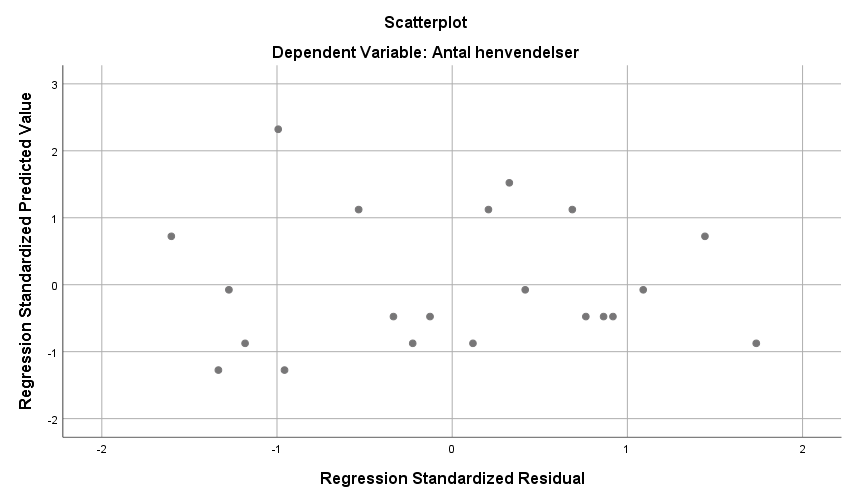 Scatterplot
Dependent Variable: Antal henvendelser
Regression Standardized Predicted Value
3
2
1
0
-1
-2
-2 -1 0 1 2
Regression Standardized Residual